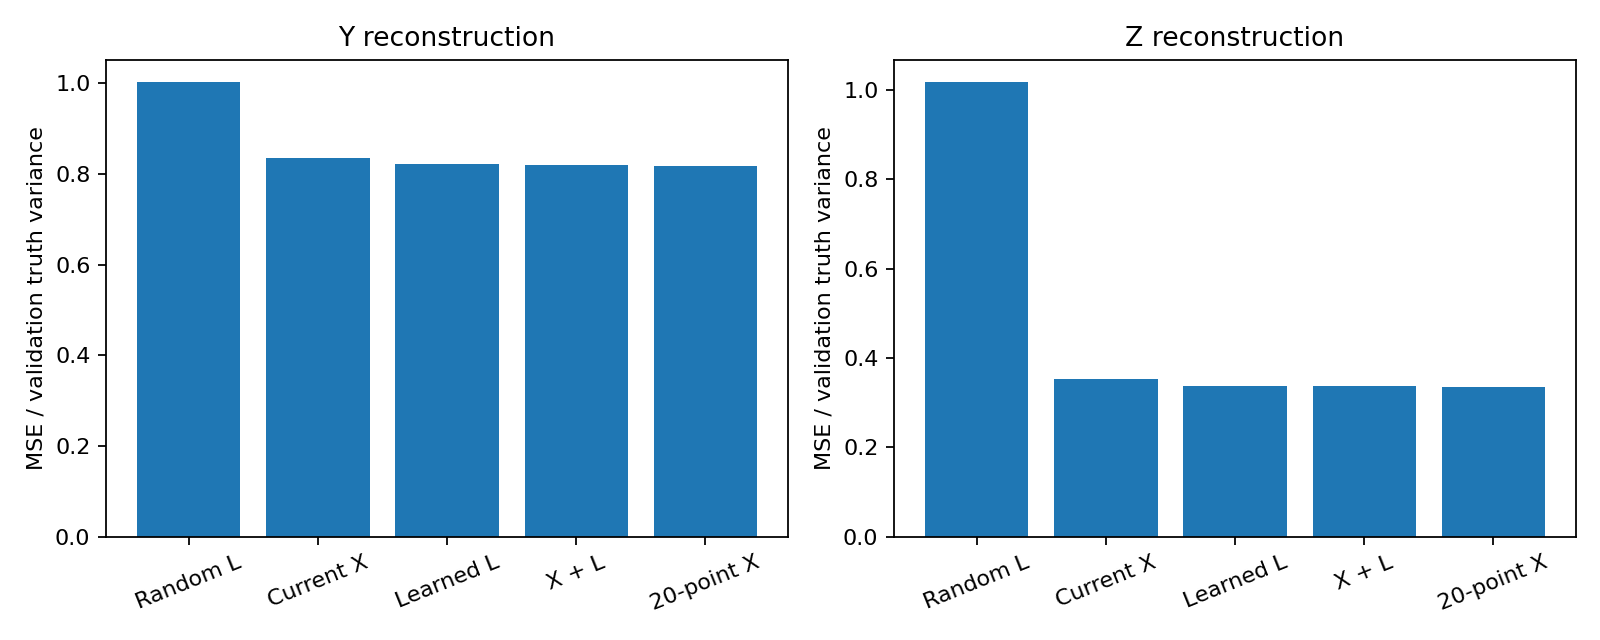 Y reconstruction
MSE / validation truth variance
1.0
0.8
0.6
0.4
0.2
0.0
Random L
Current X
Learned L
X + L
20-point X
Z reconstruction
MSE / validation truth variance
1.0
0.8
0.6
0.4
0.2
0.0
Random L
Current X
Learned L
X + L
20-point X